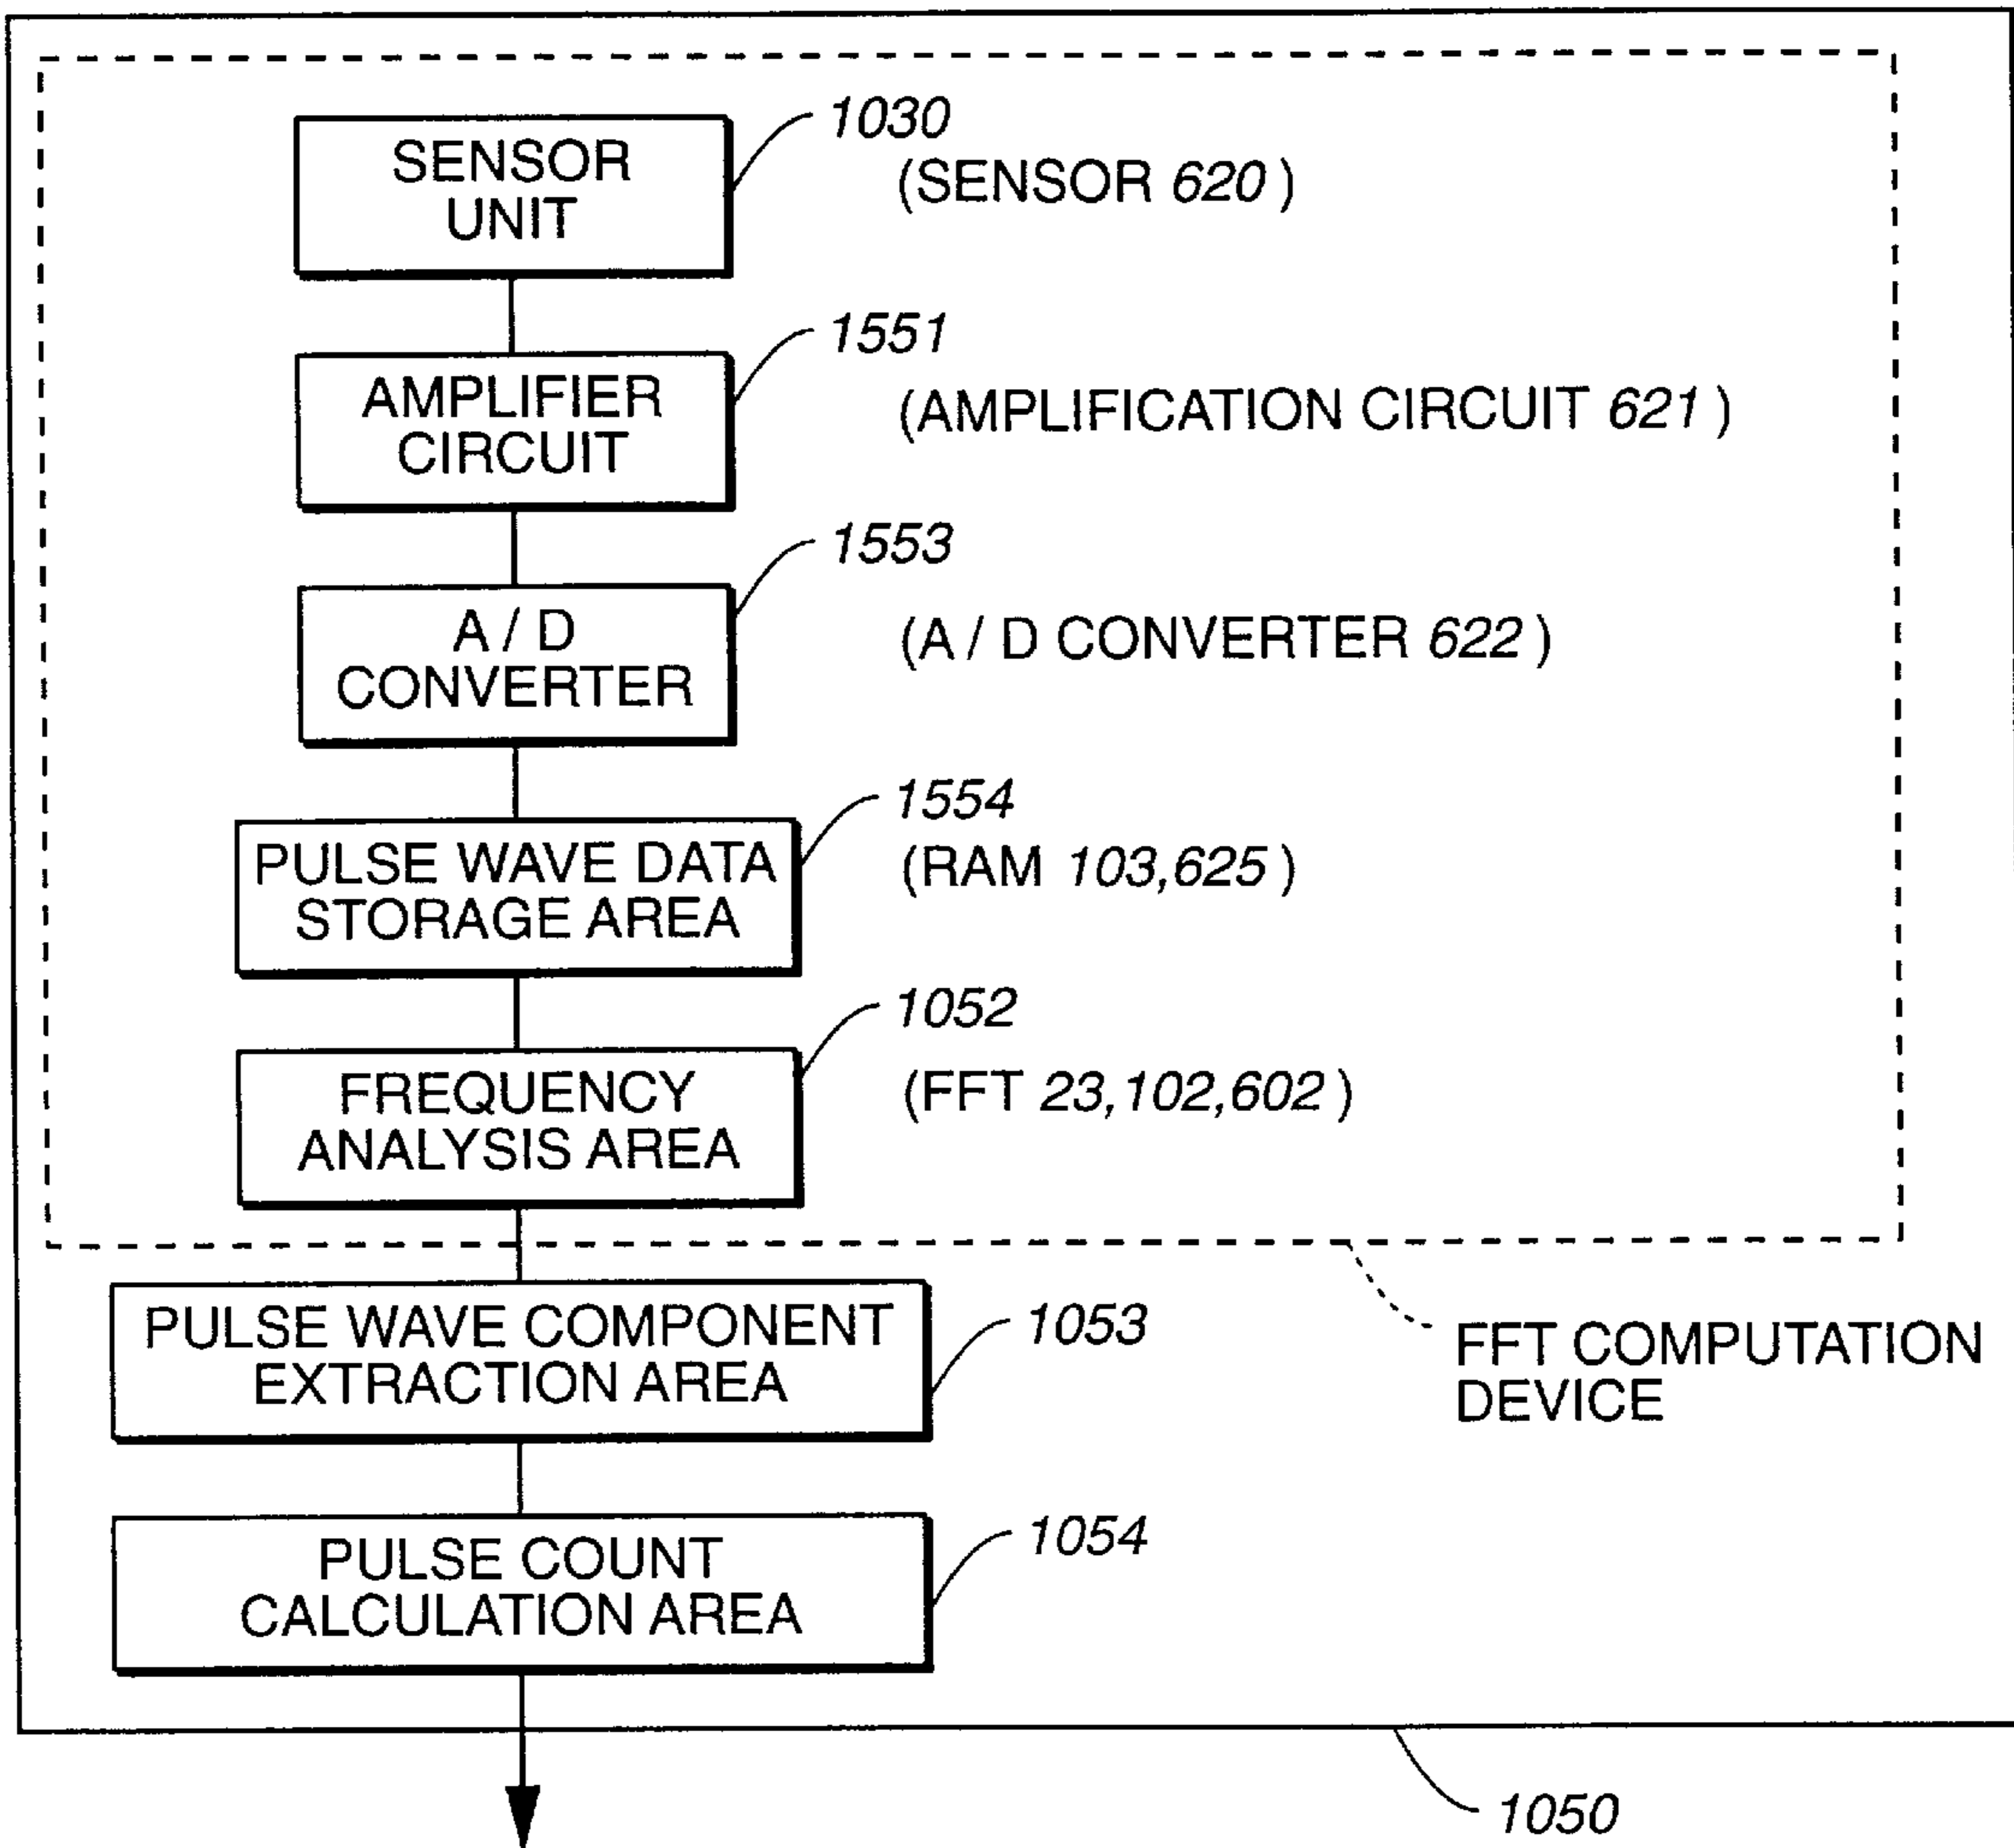 1030
SENSOR
UNIT
(SENSOR 620)
1551
AMPLIFIER
CIRCUIT
(AMPLIFICATION CIRCUIT 621)
1553
A / D
CONVERTER
(A / D CONVERTER 622)
1554
PULSE WAVE DATA
STORAGE AREA
(RAM 103,625)
1052
FREQUENCY
ANALYSIS AREA
(FFT 23,102,602)
PULSE WAVE COMPONENT
EXTRACTION AREA
1053
FFT COMPUTATION
DEVICE
PULSE COUNT
CALCULATION AREA
1054
1050